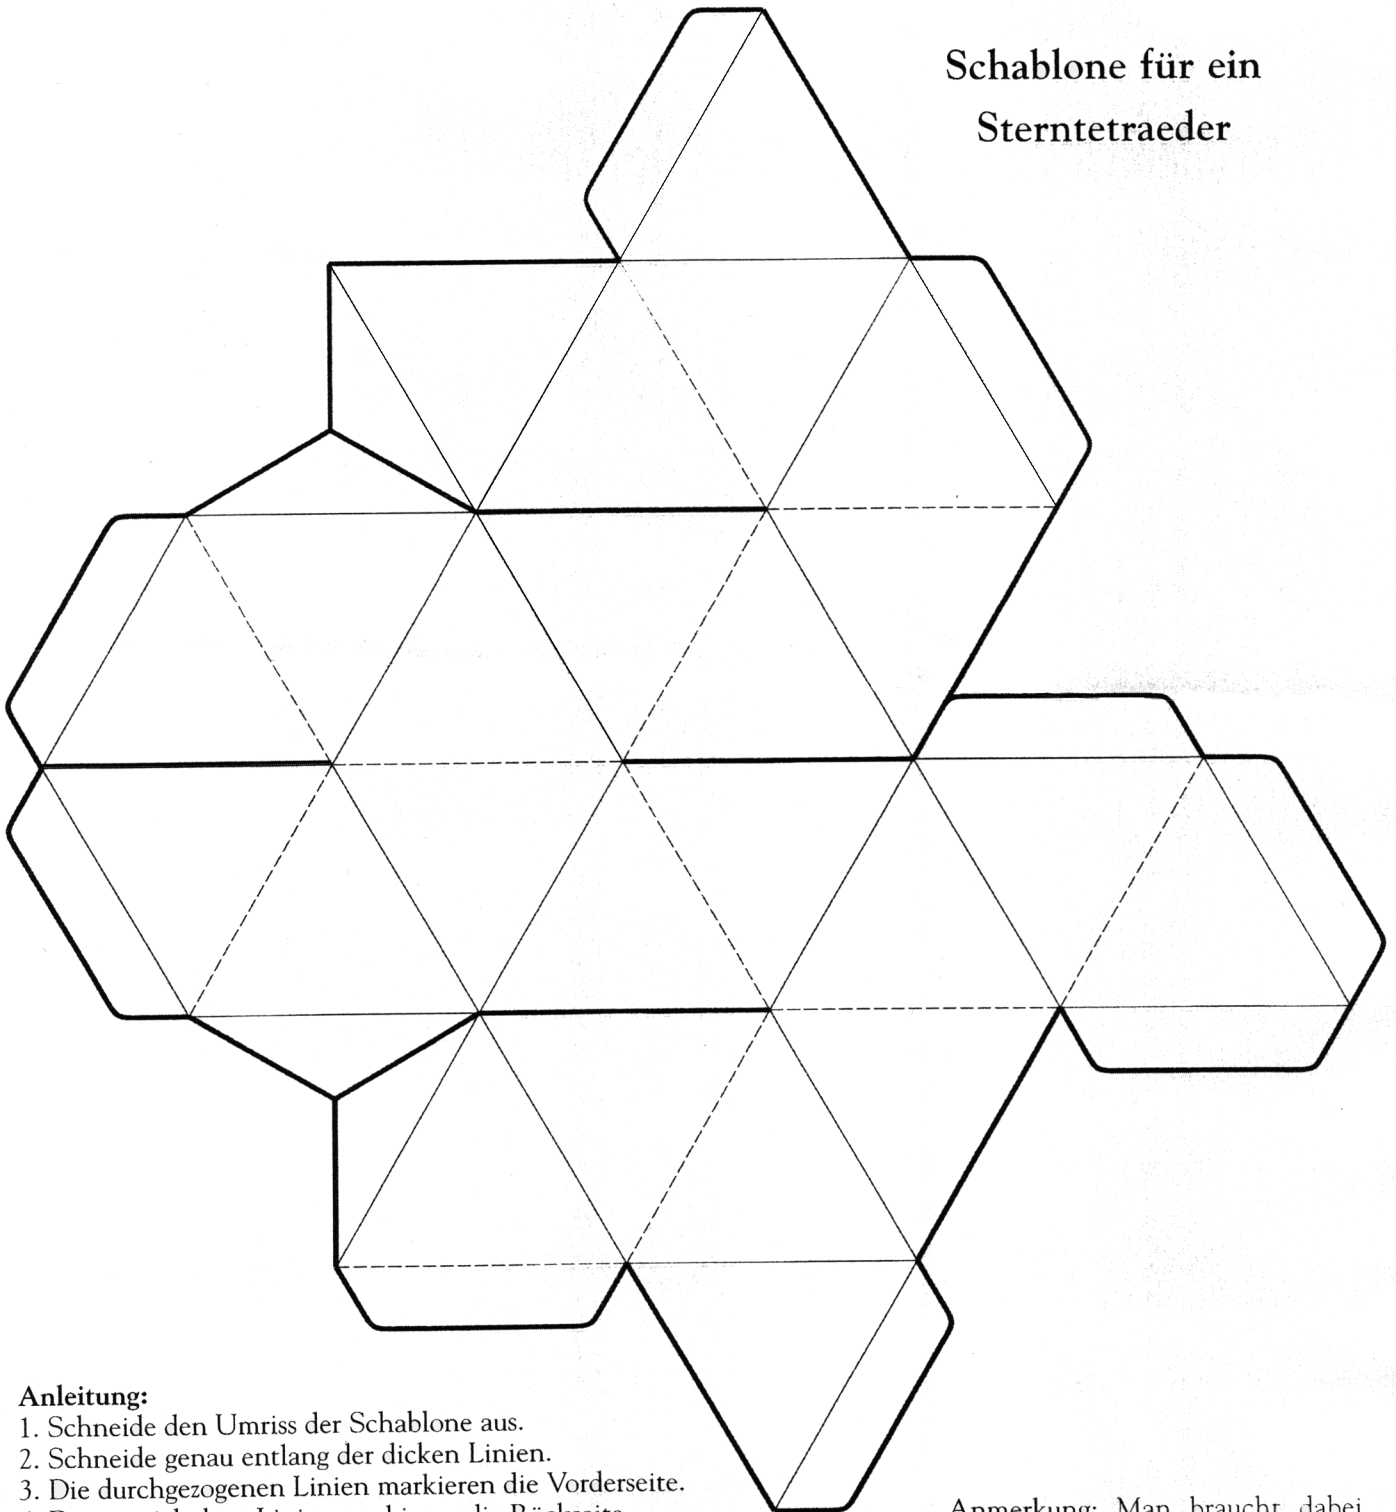 Schablone für ein
Sterntetraeder
Anleitung:
1. Schneide den Umriss der Schablone aus.
2. Schneide genau entlang der dicken Linien.
3. Die durchgezogenen Linien markieren die Vorderseite.
Anmerkung: Man braucht dabei